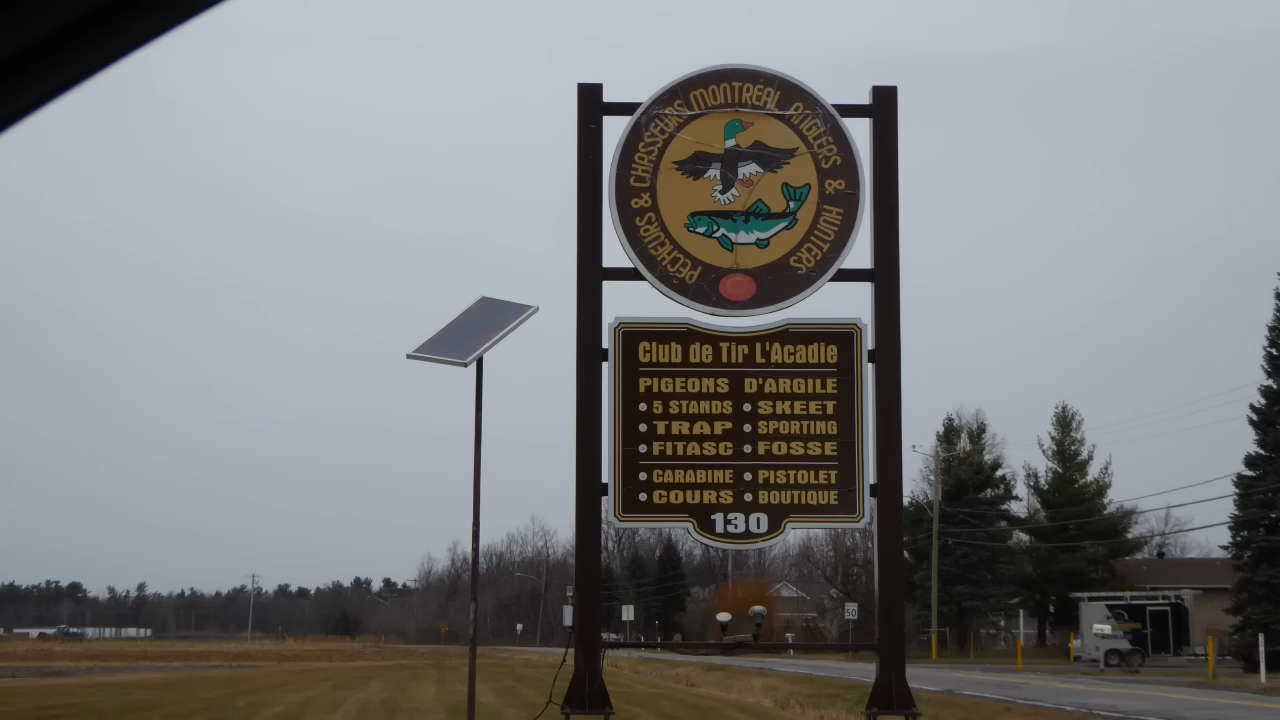 PÊCHEURS & CHASSEURS MONTRÉAL ANGLERS & HUNTERS
Club de Tir L'Acadie
PIGEONS D'ARGILE
5 STANDS SKEET
TRAP SPORTING
FITASC FOSSE
CARABINE PISTOLET
COURS BOUTIQUE
130
50